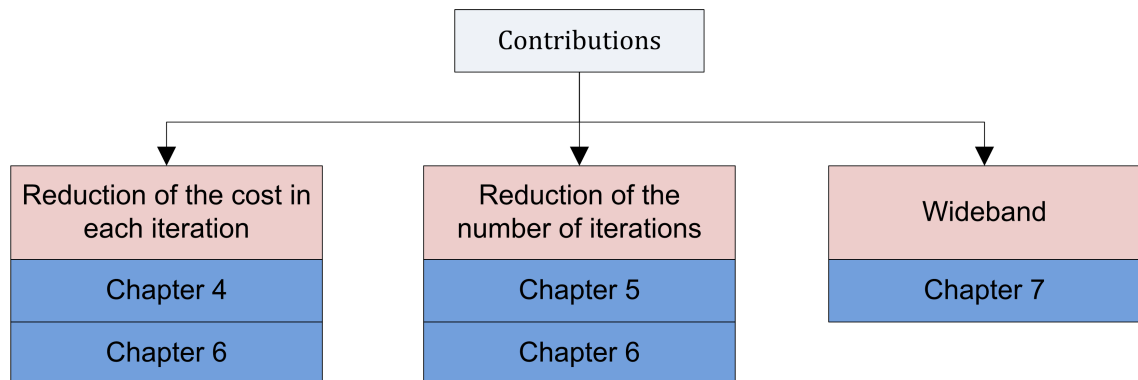 Contributions
Reduction of the cost in
each iteration
Chapter 4
Chapter 6
Reduction of the
number of iterations
Chapter 5
Chapter 6
Wideband
Chapter 7